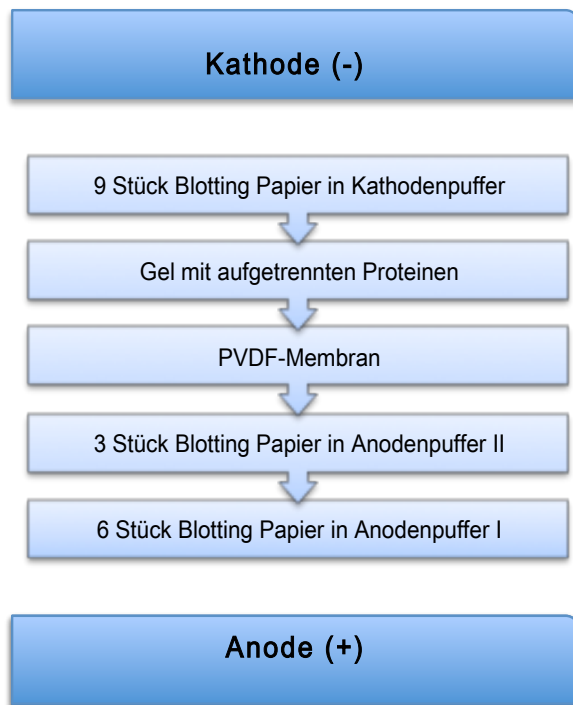 Kathode (-)
9 Stück Blotting Papier in Kathodenpuffer
Gel mit aufgetrennten Proteinen
PVDF-Membran
3 Stück Blotting Papier in Anodenpuffer II
6 Stück Blotting Papier in Anodenpuffer I
Anode (+)